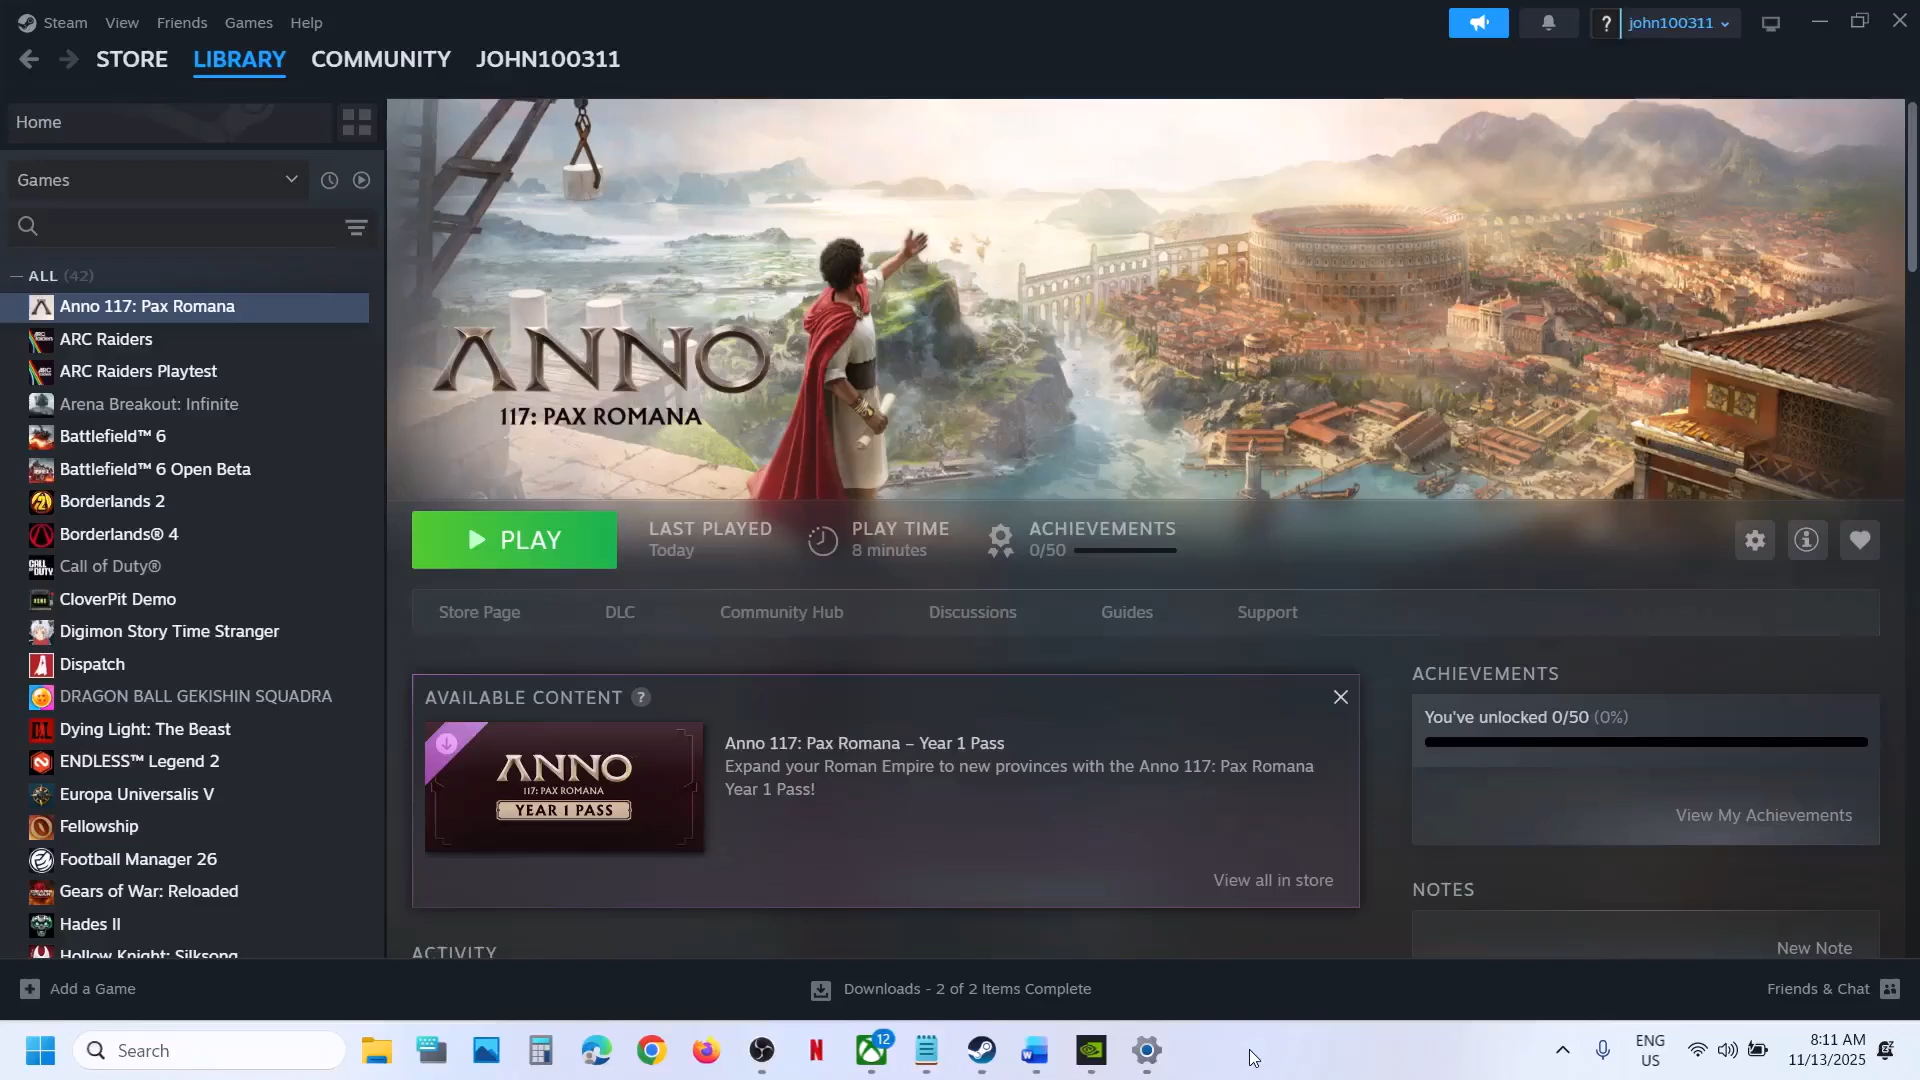 Steam View Friends Games Help
? john100311
STORE LIBRARY COMMUNITY JOHN100311
Home
Games
ALL (42)
Anno 117: Pax Romana
ARC Raiders
ARC Raiders Playtest
Arena Breakout: Infinite
Battlefield™ 6
Battlefield™ 6 Open Beta
Borderlands 2
Borderlands® 4
Call of Duty®
CloverPit Demo
Digimon Story Time Stranger
Dispatch
DRAGON BALL GEKISHIN SQUADRA
Dying Light: The Beast
ENDLESS™ Legend 2
Europa Universalis V
Fellowship
Football Manager 26
Gears of War: Reloaded
Hades II
Hollow Knight: Silksong
ANNO
117: PAX ROMANA
PLAY
LAST PLAYED
Today
PLAY TIME
8 minutes
ACHIEVEMENTS
0/50
Store Page DLC Community Hub Discussions Guides Support
AVAILABLE CONTENT ?
ANNO
117: PAX ROMANA
YEAR 1 PASS
Anno 117: Pax Romana – Year 1 Pass
Expand your Roman Empire to new provinces with the Anno 117: Pax Romana
Year 1 Pass!
View all in store
ACTIVITY
ACHIEVEMENTS
You've unlocked 0/50 (0%)
View My Achievements
NOTES
New Note
Add a Game
Downloads - 2 of 2 Items Complete
Friends & Chat
Search
12
ENG
US
8:11 AM
11/13/2025